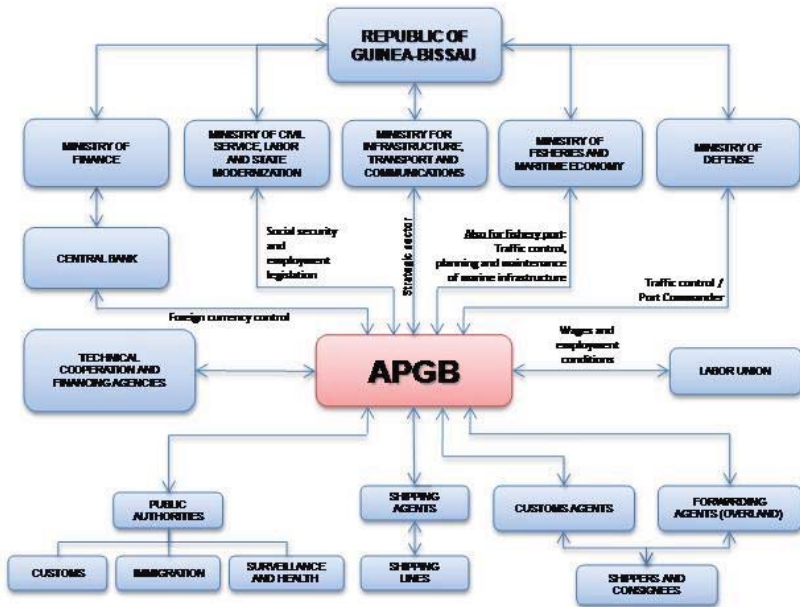 REPUBLIC OF
GUINEA-BISSAU
MINISTRY OF
FINANCE
MINISTRY OF CIVIL
SERVICE, LABOR
AND STATE
MODERNIZATION
MINISTRY FOR
INFRASTRUCTURE,
TRANSPORT AND
COMMUNICATIONS
MINISTRY OF
FISHERIES AND
MARITIME ECONOMY
MINISTRY OF
DEFENSE
CENTRAL BANK
Social security
and
employment
legislation
Strategic sector
Also for fishery port:
Traffic control,
planning and maintenance
of marine infrastructure
Traffic control /
Port Commander
Foreign currency control
TECHNICAL
COOPERATION AND
FINANCING AGENCIES
APGB
Wages and
employment
conditions
LABOR UNION
PUBLIC
AUTHORITIES
SHIPPING
AGENTS
CUSTOMS AGENTS
FORWARDING
AGENTS (OVERLAND)
CUSTOMS
IMMIGRATION
SURVEILLANCE
AND HEALTH
SHIPPING
LINES
SHIPPERS AND
CONSIGNEES